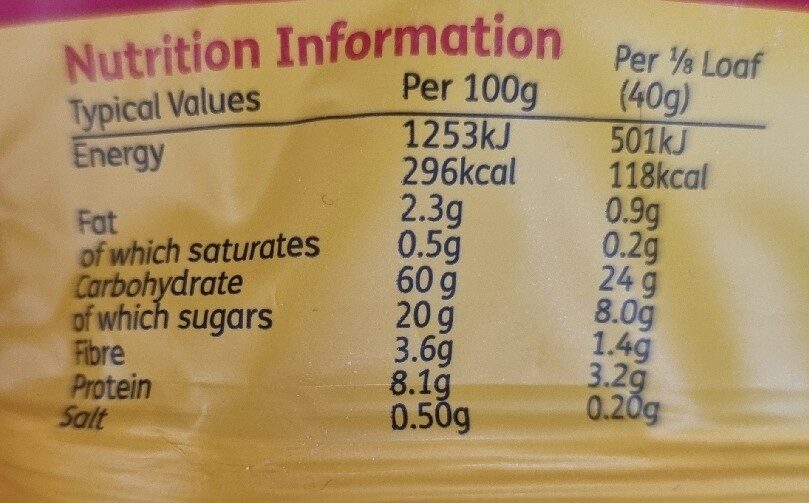 Nutrition Information
Typical Values Per 100g Per ⅛ Loaf (40g)
Energy 1253kJ 501kJ
296kcal 118kcal
Fat 2.3g 0.9g
of which saturates 0.5g 0.2g
Carbohydrate 60 g 24 g
of which sugars 20 g 8.0g
Fibre 3.6g 1.4g
Protein 8.1g 3.2g
Salt 0.50g 0.20g